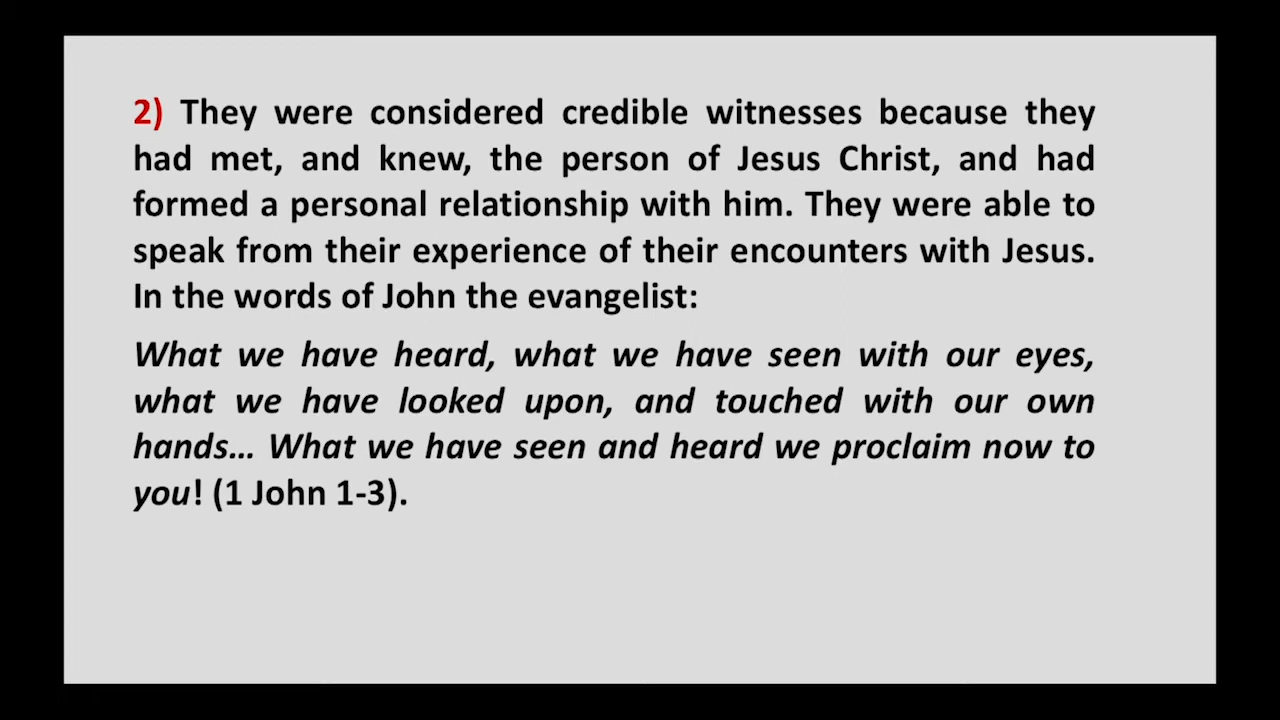 2) They were considered credible witnesses because they
had met, and knew, the person of Jesus Christ, and had
formed a personal relationship with him. They were able to
speak from their experience of their encounters with Jesus.
In the words of John the evangelist:
What we have heard, what we have seen with our eyes,
what we have looked upon, and touched with our own
hands... What we have seen and heard we proclaim now to
you! (1 John 1-3).